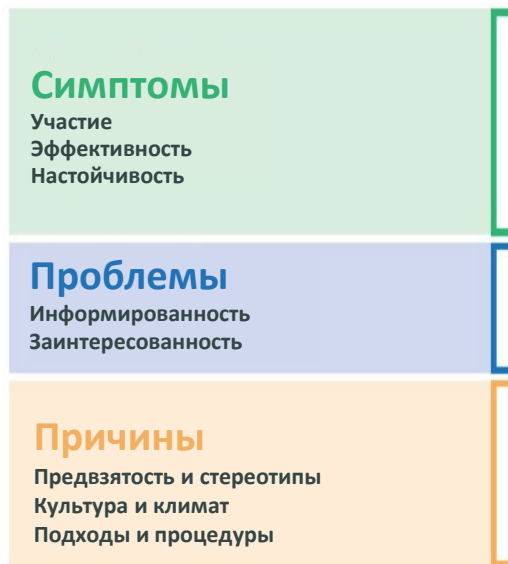 Симптомы
Участие
Эффективность
Настойчивость
Проблемы
Информированность
Заинтересованность
Причины
Предвзятость и стереотипы
Культура и климат
Подходы и процедуры